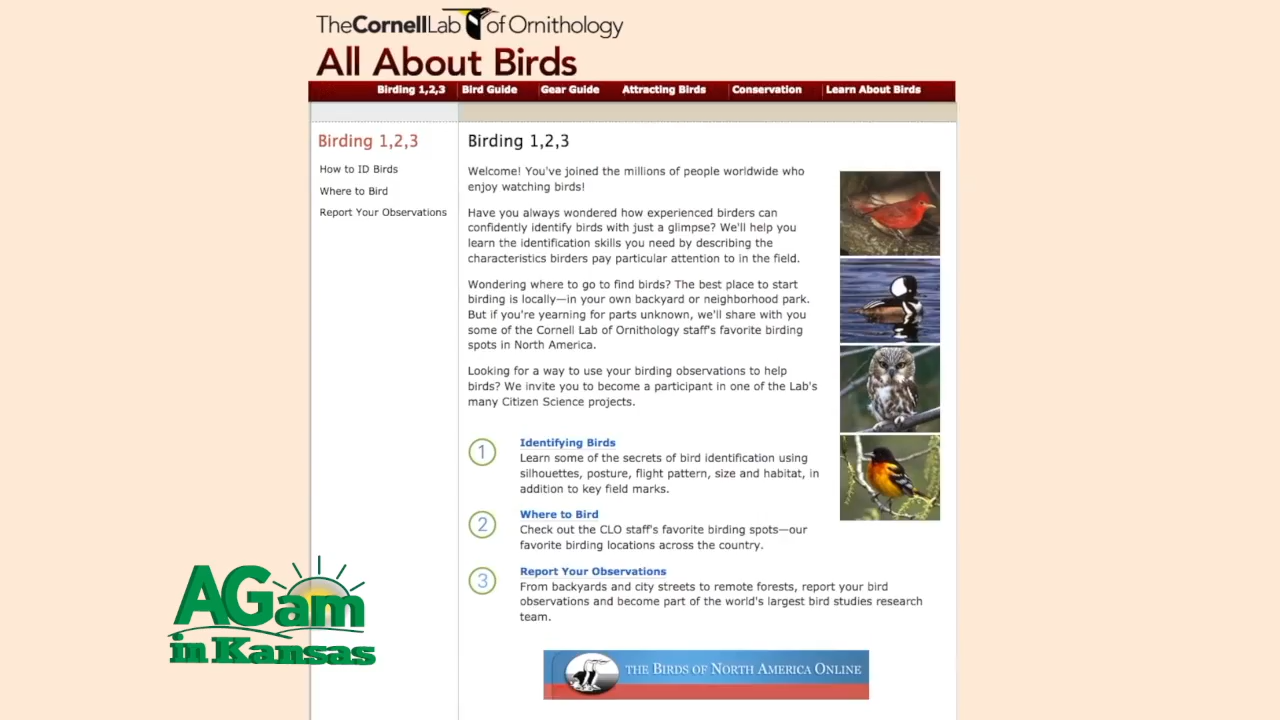 TheCornellLab of Ornithology
All About Birds
Birding 1,2,3 Bird Guide Gear Guide Attracting Birds Conservation Learn About Birds
Birding 1,2,3
How to ID Birds
Where to Bird
Report Your Observations
Birding 1,2,3
Welcome! You've joined the millions of people worldwide who
enjoy watching birds!
Have you always wondered how experienced birders can
confidently identify birds with just a glimpse? We'll help you
learn the identification skills you need by describing the
characteristics birders pay particular attention to in the field.
Wondering where to go to find birds? The best place to start
birding is locally—in your own backyard or neighborhood park.
But if you're yearning for parts unknown, we'll share with you
some of the Cornell Lab of Ornithology staff's favorite birding
spots in North America.
Looking for a way to use your birding observations to help
birds? We invite you to become a participant in one of the Lab's
many Citizen Science projects.
1 Identifying Birds
Learn some of the secrets of bird identification using
silhouettes, posture, flight pattern, size and habitat, in
addition to key field marks.
2 Where to Bird
Check out the CLO staff's favorite birding spots—our
favorite birding locations across the country.
3 Report Your Observations
From backyards and city streets to remote forests, report your bird
observations and become part of the world's largest bird studies research
team.
THE BIRDS OF NORTH AMERICA ONLINE
AGam
in Kansas